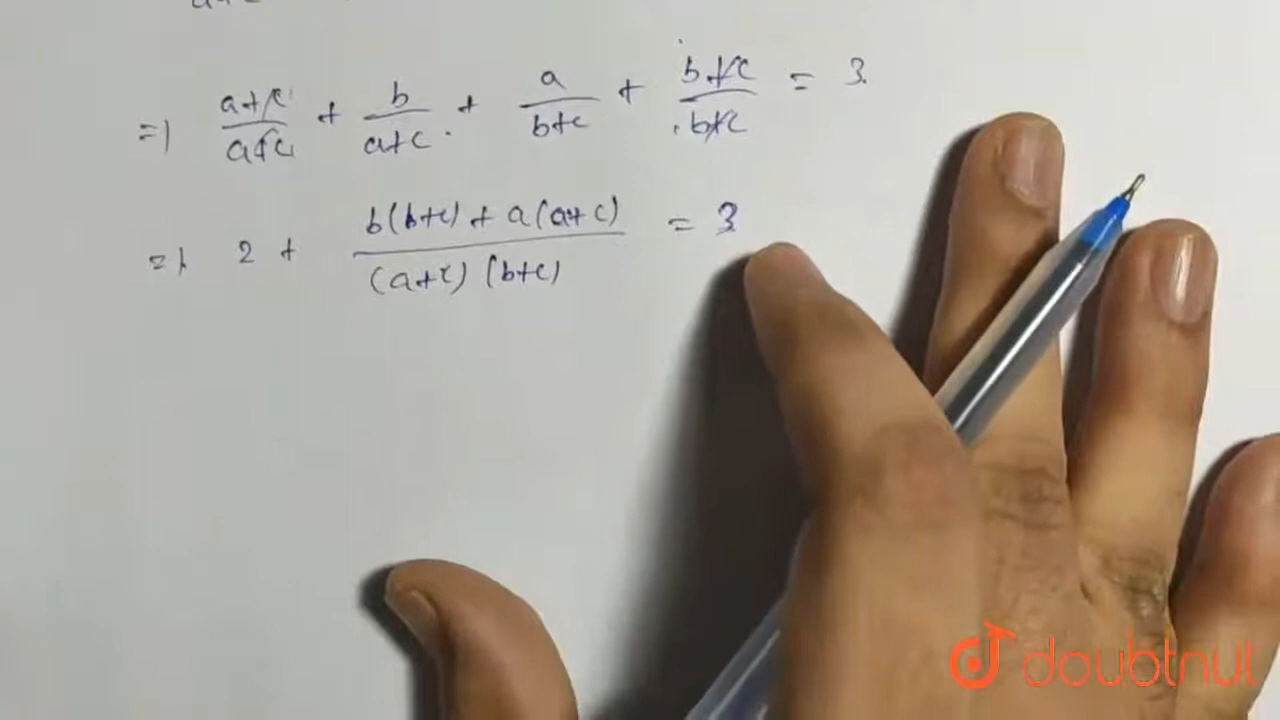 =) a+c/a+c + b/a+c + a/b+c + b+c/b+c = 3
=) 2 + b(b+c) + a(a+c)/(a+c) (b+c) = 3
doubtnut